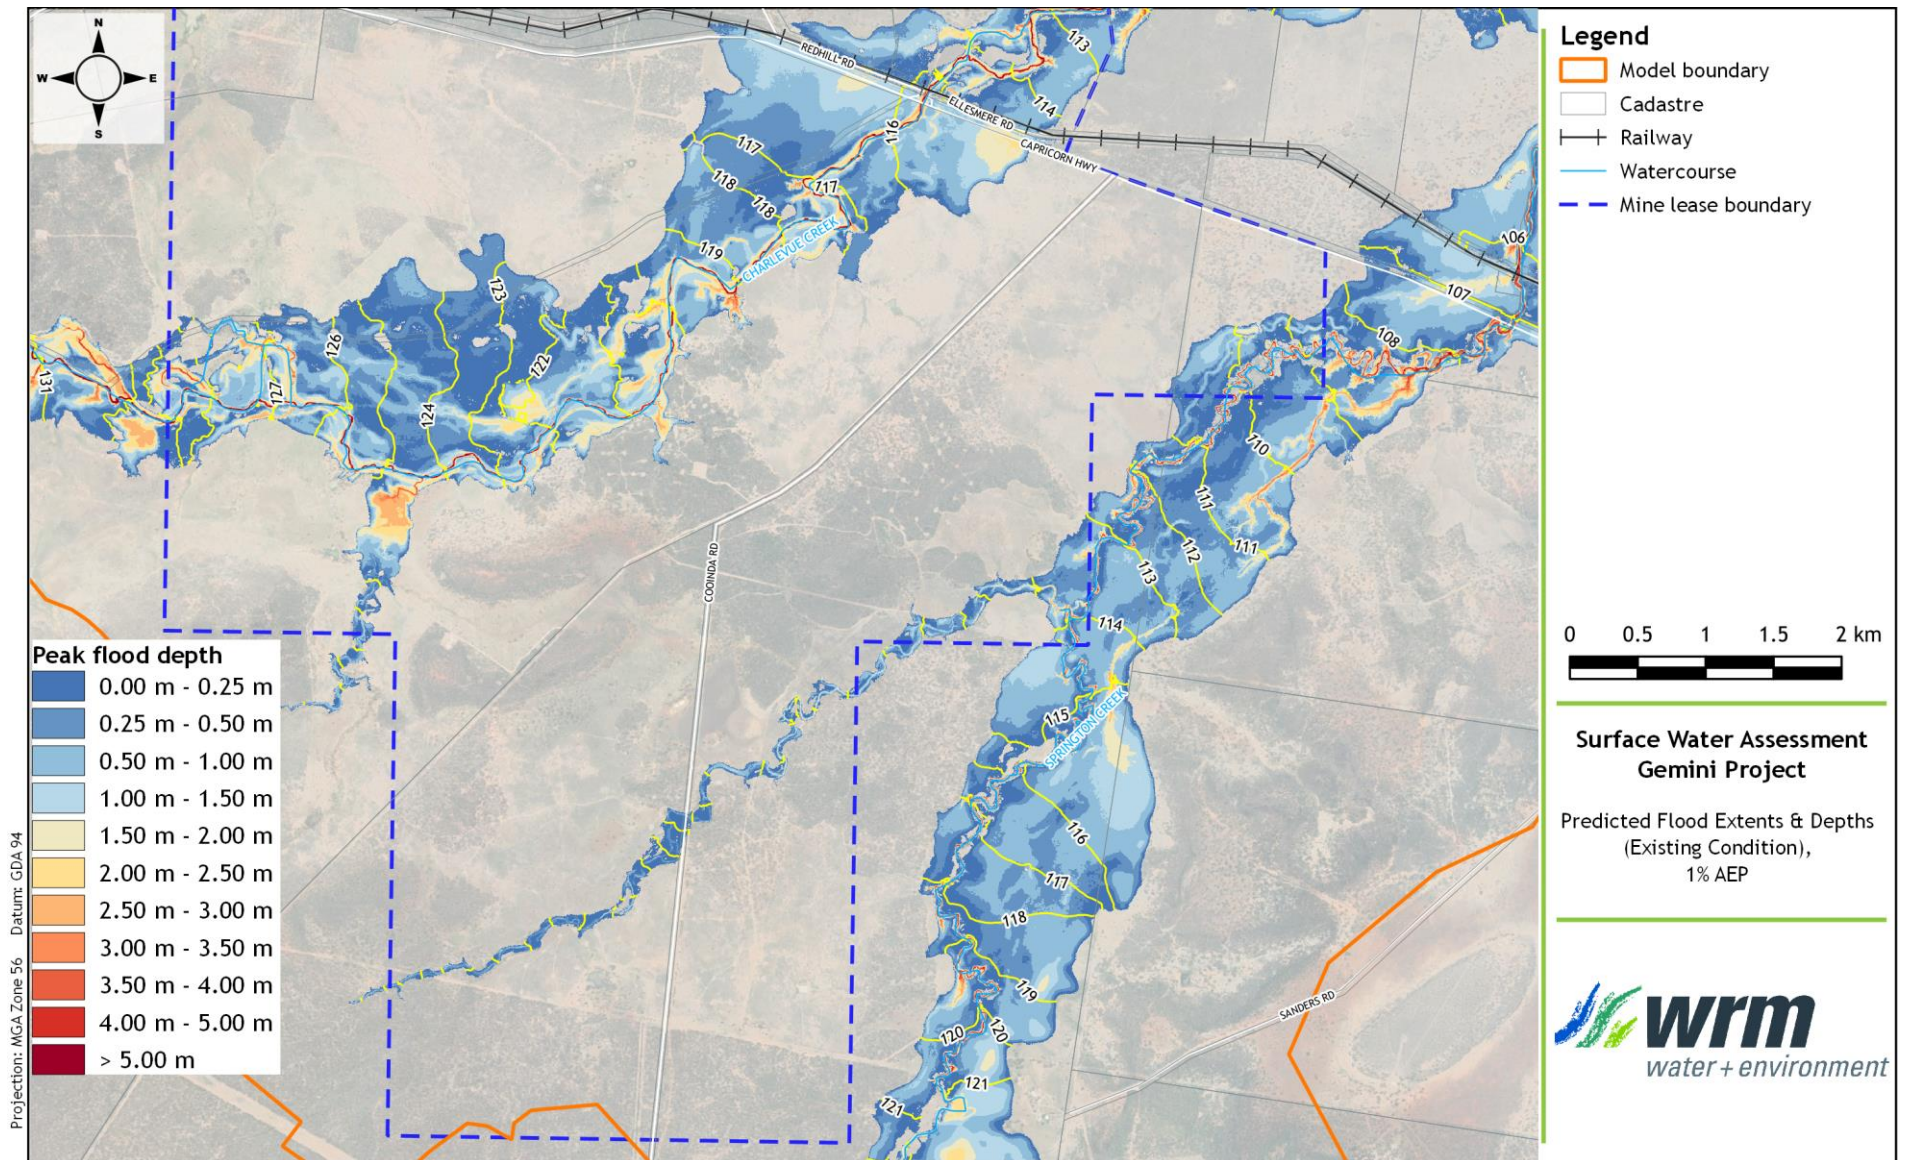 N
W
E
S
REDHILL RD
ELLESMERE RD
CAPRICORN HWY
113
114
116
117
118
118
117
119
CHARLEVUE CREEK
123
126
122
124
127
131
106
107
108
110
111
111
112
113
114
COOINDA RD
115
SPRINGTON CREEK
116
117
118
119
120
120
121
121
SANDERS RD
Peak flood depth
0.00 m - 0.25 m
0.25 m - 0.50 m
0.50 m - 1.00 m
1.00 m - 1.50 m
1.50 m - 2.00 m
2.00 m - 2.50 m
2.50 m - 3.00 m
3.00 m - 3.50 m
3.50 m - 4.00 m
4.00 m - 5.00 m
> 5.00 m
Projection: MGA Zone 56 Datum: GDA 94
Legend
Model boundary
Cadastre
Railway
Watercourse
Mine lease boundary
0 0.5 1 1.5 2 km
Surface Water Assessment
Gemini Project
Predicted Flood Extents & Depths
(Existing Condition),
1% AEP
wrm
water + environment